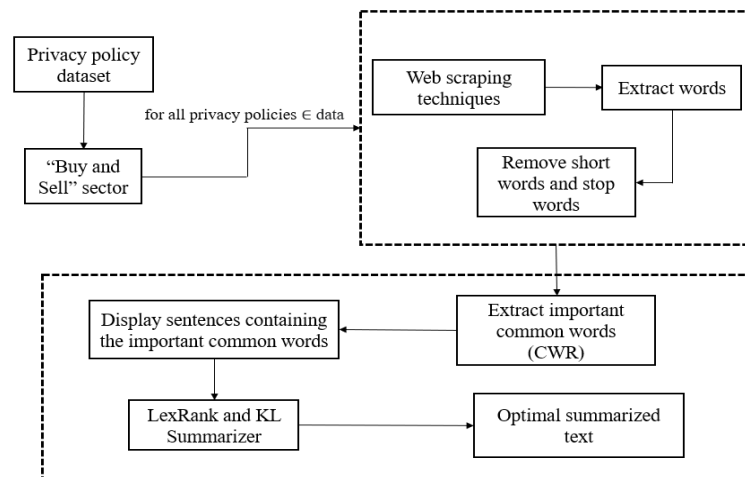 Privacy policy
dataset
for all privacy policies ∈ data
“Buy and
Sell” sector
Web scraping
techniques
Extract words
Remove short
words and stop
words
Extract important
common words
(CWR)
Display sentences containing
the important common words
LexRank and KL
Summarizer
Optimal summarized
text